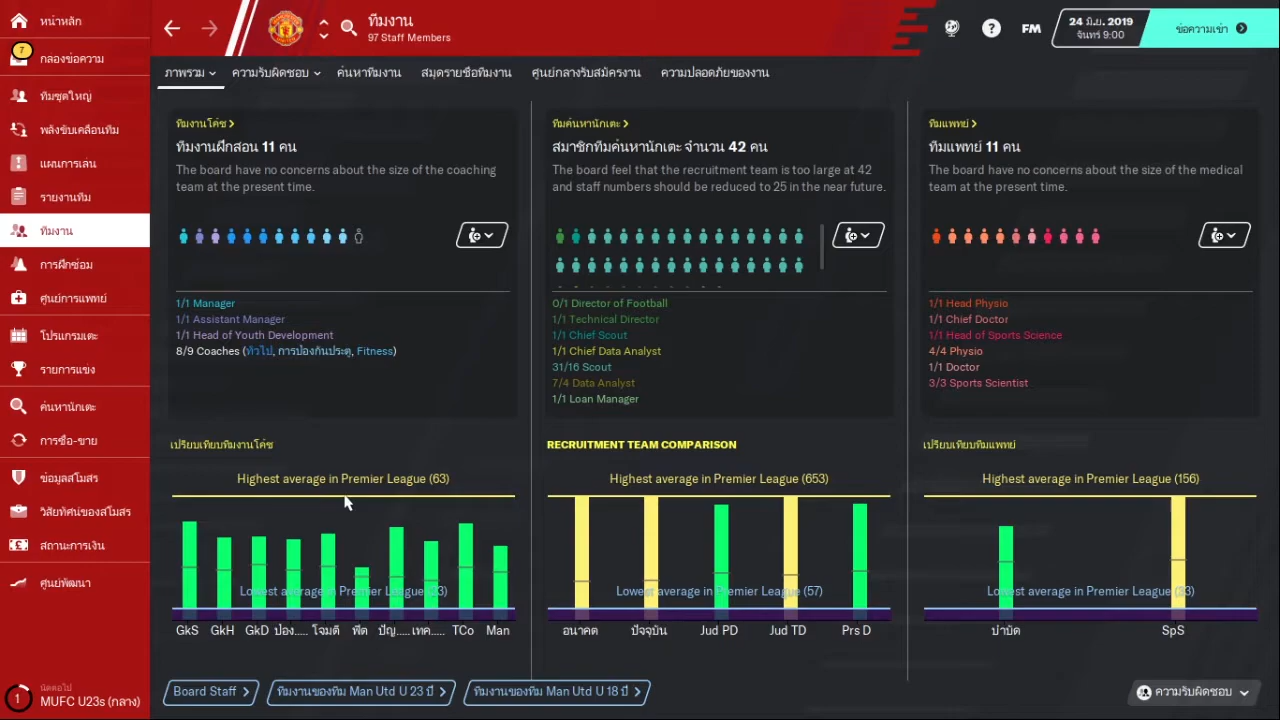 หน้าหลัก
7
กล่องข้อความ
ทีมชุดใหญ่
พลังขับเคลื่อนทีม
แผนการเล่น
รายงานทีม
ทีมงาน
การฝึกซ้อม
ศูนย์การแพทย์
โปรแกรมเตะ
รายการแข่ง
ค้นหานักเตะ
การซื้อ-ขาย
ข้อมูลสโมสร
วิสัยทัศน์ของสโมสร
สถานะการเงิน
ศูนย์พัฒนา
1
นัดต่อไป
MUFC U23s (กลาง)
ทีมงาน
97 Staff Members
?
FM
24 มิ.ย. 2019
จันทร์ 9:00
ข้อความเข้า
ภาพรวม
ความรับผิดชอบ
ค้นหาทีมงาน
สมุดรายชื่อทีมงาน
ศูนย์กลางรับสมัครงาน
ความปลอดภัยของงาน
ทีมงานโค้ช
ทีมงานฝึกสอน 11 คน
The board have no concerns about the size of the coaching
team at the present time.
1/1 Manager
1/1 Assistant Manager
1/1 Head of Youth Development
8/9 Coaches (ทั่วไป, การป้องกันประตู, Fitness)
ทีมค้นหานักเตะ
สมาชิกทีมค้นหานักเตะ จำนวน 42 คน
The board feel that the recruitment team is too large at 42
and staff numbers should be reduced to 25 in the near future.
0/1 Director of Football
1/1 Technical Director
1/1 Chief Scout
1/1 Chief Data Analyst
31/16 Scout
7/4 Data Analyst
1/1 Loan Manager
ทีมแพทย์
ทีมแพทย์ 11 คน
The board have no concerns about the size of the medical
team at the present time.
1/1 Head Physio
1/1 Chief Doctor
1/1 Head of Sports Science
4/4 Physio
1/1 Doctor
3/3 Sports Scientist
เปรียบเทียบทีมงานโค้ช
Highest average in Premier League (63)
Lowest average in Premier League (33)
GkS GkH GkD ป้อง..... โจมตี ฟิต ปัญ..... เทค..... TCo Man
RECRUITMENT TEAM COMPARISON
Highest average in Premier League (653)
Lowest average in Premier League (57)
อนาคต ปัจจุบัน Jud PD Jud TD Prs D
เปรียบเทียบทีมแพทย์
Highest average in Premier League (156)
Lowest average in Premier League (33)
บำบัด SpS
Board Staff
ทีมงานของทีม Man Utd U 23 ปี
ทีมงานของทีม Man Utd U 18 ปี
ความรับผิดชอบ